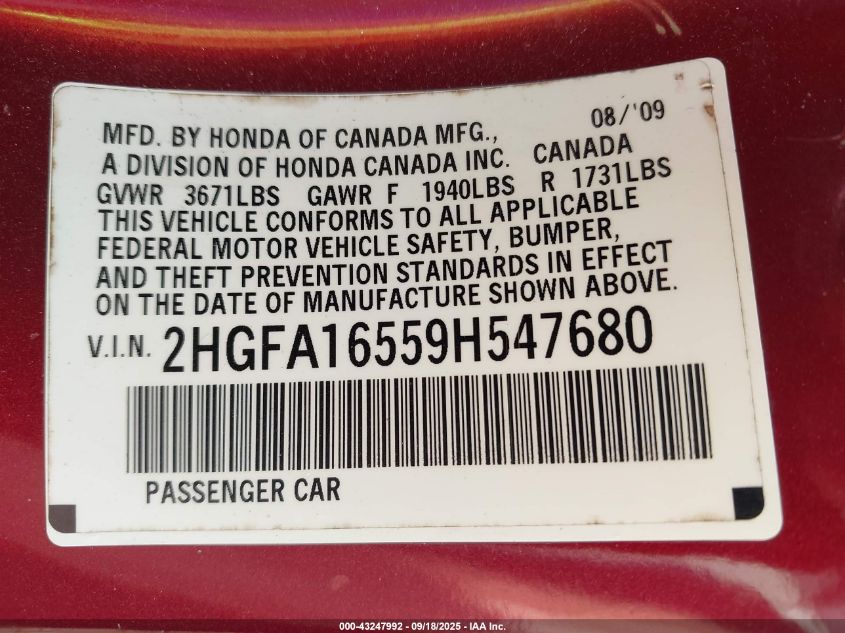 08/'09
MFD. BY HONDA OF CANADA MFG.,
A DIVISION OF HONDA CANADA INC. CANADA
GVWR 3671LBS GAWR F 1940LBS R 1731LBS
THIS VEHICLE CONFORMS TO ALL APPLICABLE
FEDERAL MOTOR VEHICLE SAFETY, BUMPER,
AND THEFT PREVENTION STANDARDS IN EFFECT
ON THE DATE OF MANUFACTURE SHOWN ABOVE.
V.I.N. 2HGFA16559H547680
PASSENGER CAR
000-43247992 - 09/18/2025 - IAA Inc.